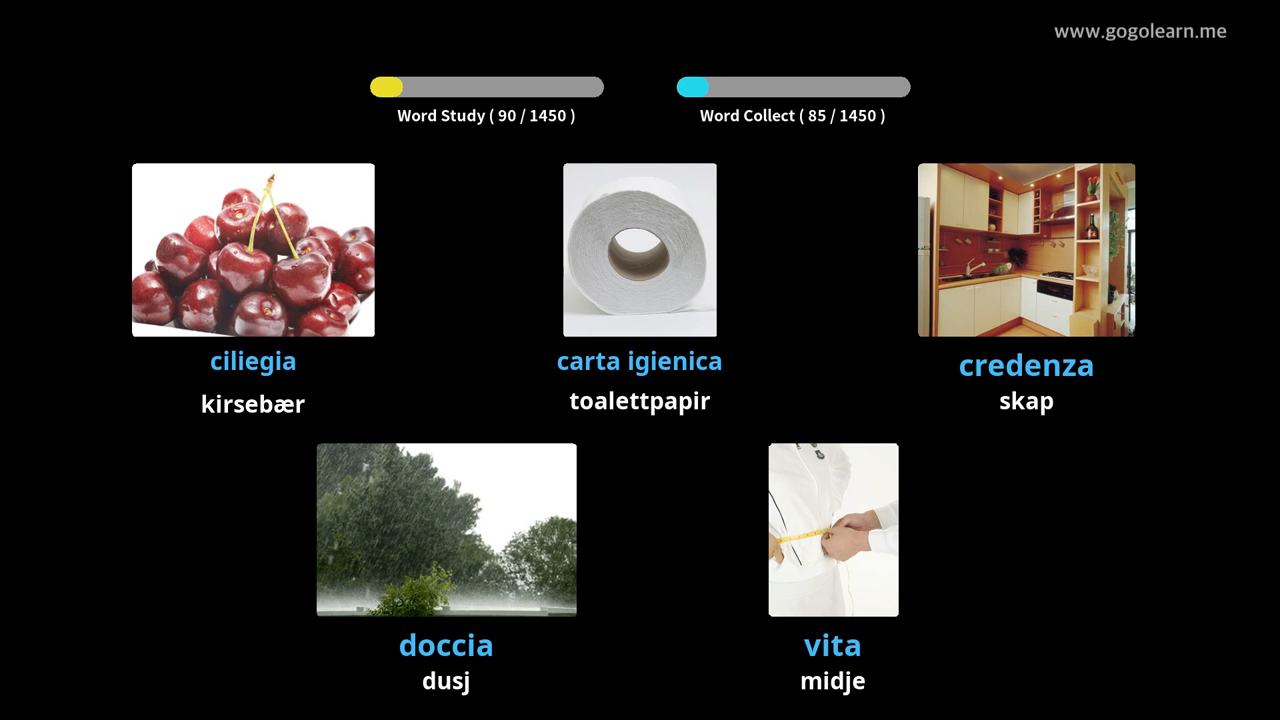 www.gogolearn.me
Word Study ( 90 / 1450 )
Word Collect ( 85 / 1450 )
ciliegia
carta igienica
credenza
kirsebær
toalettpapir
skap
doccia
vita
dusj
midje